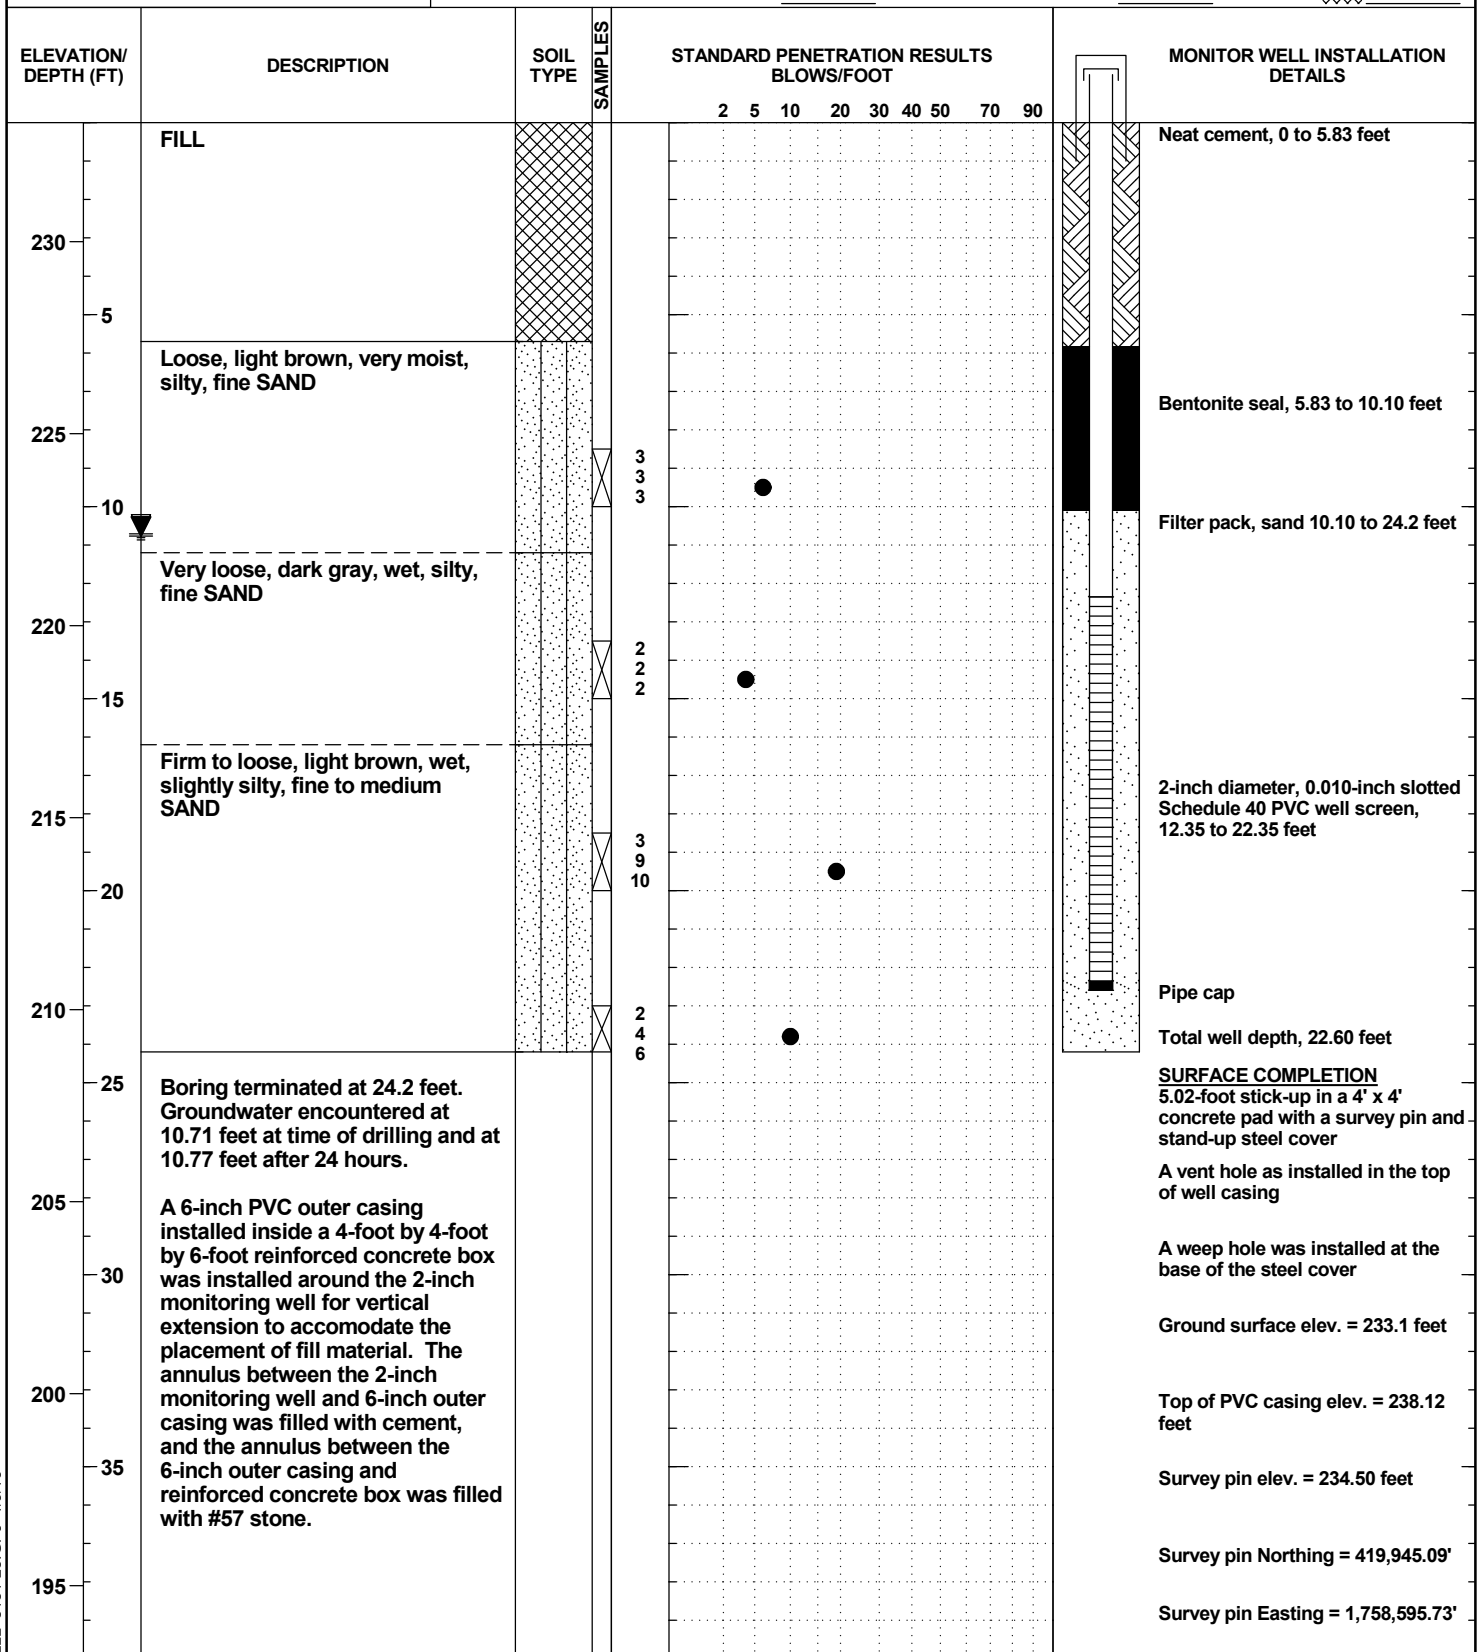 ELEVATION/
DEPTH (FT)
DESCRIPTION
SOIL
TYPE
SAMPLES
STANDARD PENETRATION RESULTS
BLOWS/FOOT
2 5 10 20 30 40 50 70 90
MONITOR WELL INSTALLATION
DETAILS
FILL
Neat cement, 0 to 5.83 feet
230
5
Loose, light brown, very moist,
silty, fine SAND
Bentonite seal, 5.83 to 10.10 feet
225
3
3
3
10
Filter pack, sand 10.10 to 24.2 feet
Very loose, dark gray, wet, silty,
fine SAND
220
2
2
2
15
Firm to loose, light brown, wet,
slightly silty, fine to medium
SAND
2-inch diameter, 0.010-inch slotted
Schedule 40 PVC well screen,
12.35 to 22.35 feet
215
3
9
10
20
Pipe cap
210
2
4
6
Total well depth, 22.60 feet
25
Boring terminated at 24.2 feet.
Groundwater encountered at
10.71 feet at time of drilling and at
10.77 feet after 24 hours.
SURFACE COMPLETION
5.02-foot stick-up in a 4' x 4'
concrete pad with a survey pin and
stand-up steel cover
A vent hole as installed in the top
of well casing
205
A 6-inch PVC outer casing
installed inside a 4-foot by 4-foot
by 6-foot reinforced concrete box
was installed around the 2-inch
monitoring well for vertical
extension to accomodate the
placement of fill material. The
annulus between the 2-inch
monitoring well and 6-inch outer
casing was filled with cement,
and the annulus between the
6-inch outer casing and
reinforced concrete box was filled
with #57 stone.
A weep hole was installed at the
base of the steel cover
30
Ground surface elev. = 233.1 feet
200
Top of PVC casing elev. = 238.12
feet
35
Survey pin elev. = 234.50 feet
Survey pin Northing = 419,945.09'
195
Survey pin Easting = 1,758,595.73'